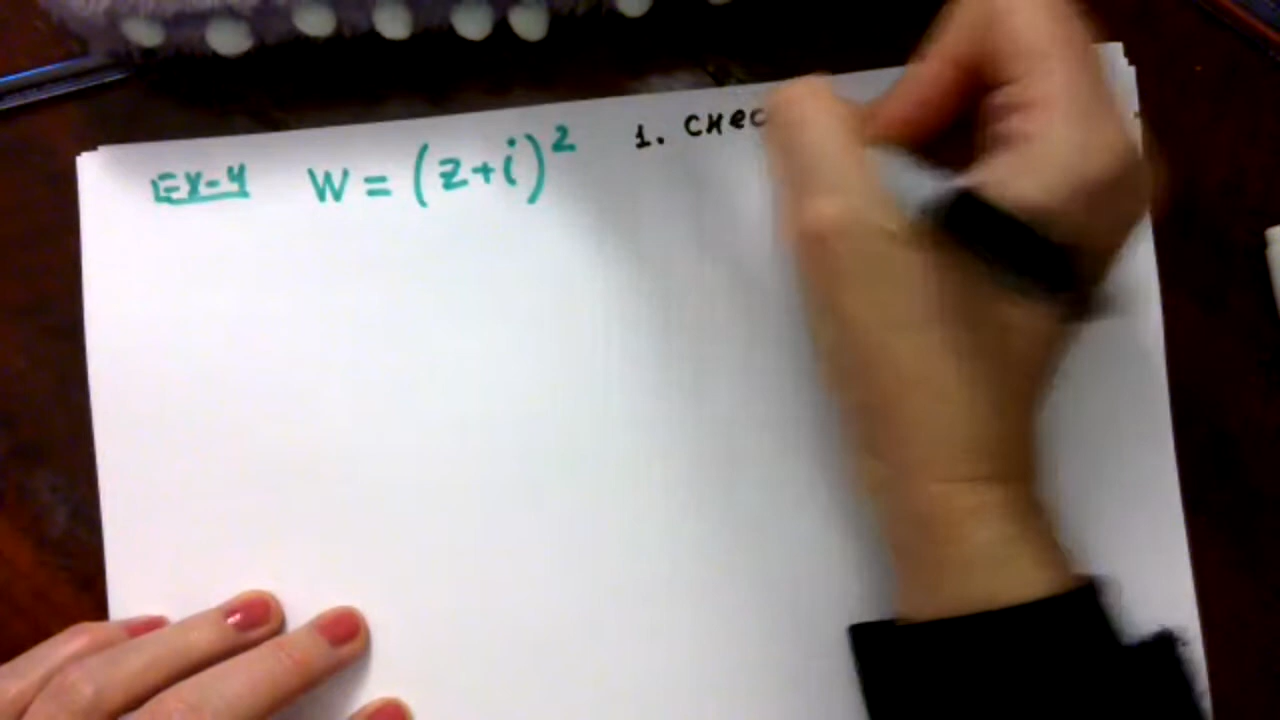 Ex-4 W = (z+i)² 1. Chec